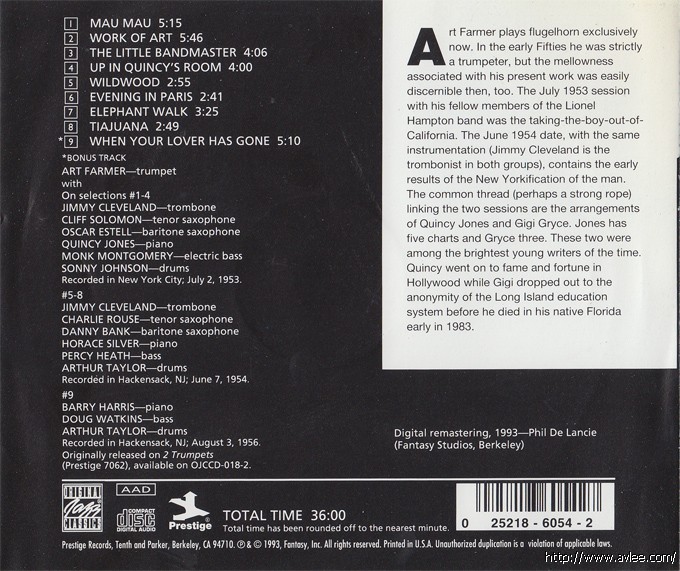 1 MAU MAU 5:15
2 WORK OF ART 5:46
3 THE LITTLE BANDMASTER 4:06
4 UP IN QUINCY'S ROOM 4:00
5 WILDWOOD 2:55
6 EVENING IN PARIS 2:41
7 ELEPHANT WALK 3:25
8 TIAJUANA 2:49
*9 WHEN YOUR LOVER HAS GONE 5:10
*BONUS TRACK
ART FARMER—trumpet
with
On selections #1-4
JIMMY CLEVELAND—trombone
CLIFF SOLOMON—tenor saxophone
OSCAR ESTELL—baritone saxophone
QUINCY JONES—piano
MONK MONTGOMERY—electric bass
SONNY JOHNSON—drums
Recorded in New York City; July 2, 1953.
#5-8
JIMMY CLEVELAND—trombone
CHARLIE ROUSE—tenor saxophone
DANNY BANK—baritone saxophone
HORACE SILVER—piano
PERCY HEATH—bass
ARTHUR TAYLOR—drums
Recorded in Hackensack, NJ; June 7, 1954.
#9
BARRY HARRIS—piano
DOUG WATKINS—bass
ARTHUR TAYLOR—drums
Recorded in Hackensack, NJ; August 3, 1956.
Originally released on 2 Trumpets
(Prestige 7062), available on OJCCD-018-2.
Art Farmer plays flugelhorn exclusively
now. In the early Fifties he was strictly
a trumpeter, but the mellowness
associated with his present work was easily
discernible then, too. The July 1953 session
with his fellow members of the Lionel
Hampton band was the taking-the-boy-out-of-
California. The June 1954 date, with the same
instrumentation (Jimmy Cleveland is the
trombonist in both groups), contains the early
results of the New Yorkification of the man.
The common thread (perhaps a strong rope)
linking the two sessions are the arrangements
of Quincy Jones and Gigi Gryce. Jones has
five charts and Gryce three. These two were
among the brightest young writers of the time.
Quincy went on to fame and fortune in
Hollywood while Gigi dropped out to the
anonymity of the Long Island education
system before he died in his native Florida
early in 1983.
Digital remastering, 1993—Phil De Lancie
(Fantasy Studios, Berkeley)
ORIGINAL
Jazz
CLASSICS
AAD
COMPACT
disc
DIGITAL AUDIO
Prestige
TOTAL TIME 36:00
Total time has been rounded off to the nearest minute.
0 25218-6054-2
Prestige Records, Tenth and Parker, Berkeley, CA 94710. ℗ & © 1993, Fantasy, Inc. All rights reserved. Printed in U.S.A. Unauthorized duplication is a violation of applicable laws.
http://www.avlee.com/